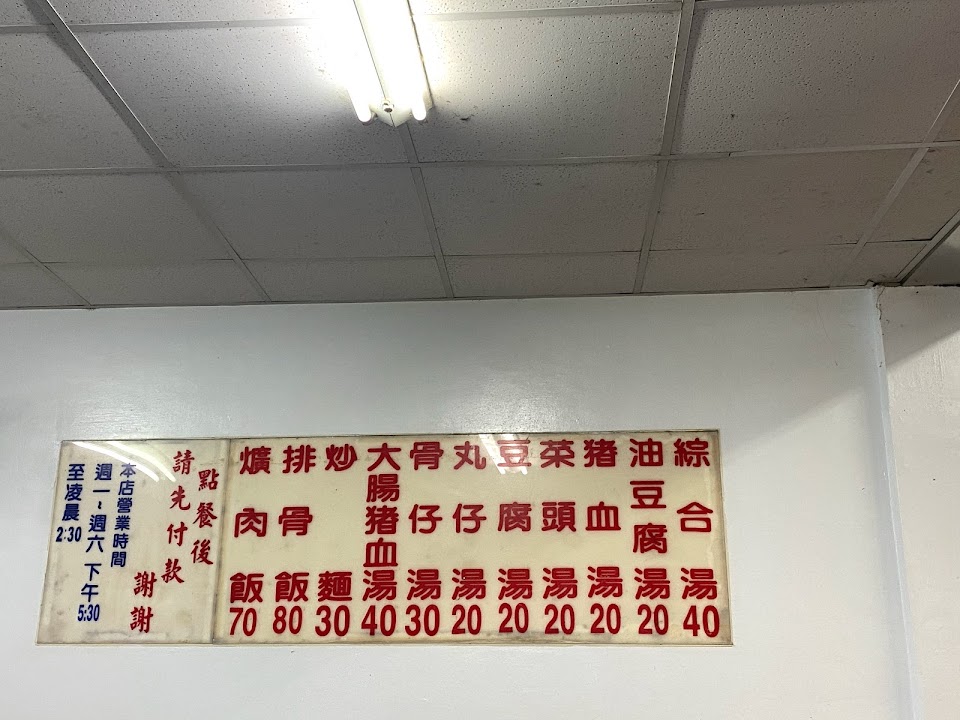 綜合湯40
油豆腐湯20
猪血湯20
菜頭湯20
豆腐湯20
丸仔湯20
骨仔湯30
大腸猪血湯40
炒麵30
排骨飯80
爌肉飯70
點餐後
請先付款
謝謝
本店營業時間
週一~週六 下午5:30
至凌晨2:30